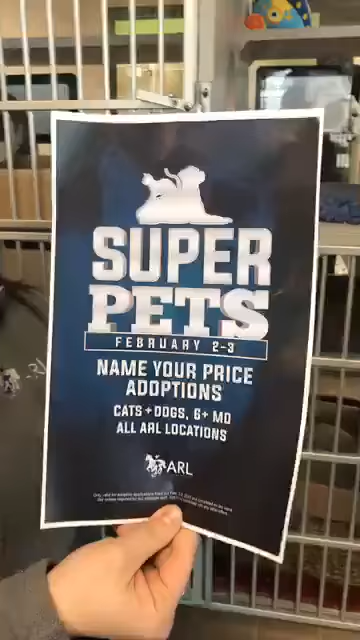 SUPER
PETS
FEBRUARY 2-3
NAME YOUR PRICE
ADOPTIONS
CATS + DOGS, 6+ MO
ALL ARL LOCATIONS
ARL